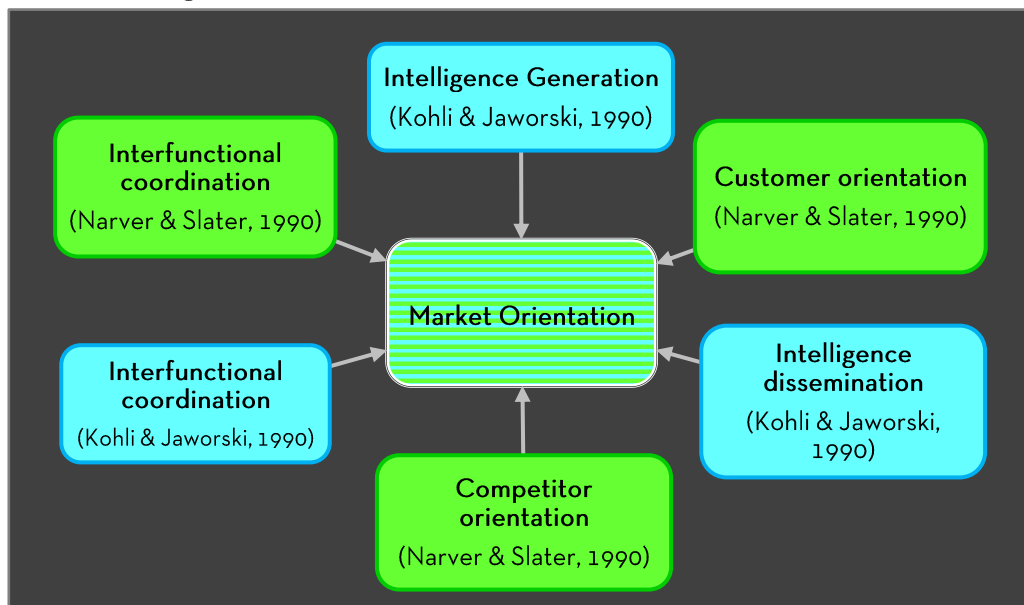 Intelligence Generation
(Kohli & Jaworski, 1990)
Interfunctional
coordination
(Narver & Slater, 1990)
Customer orientation
(Narver & Slater, 1990)
Market Orientation
Interfunctional
coordination
(Kohli & Jaworski, 1990)
Intelligence
dissemination
(Kohli & Jaworski,
1990)
Competitor
orientation
(Narver & Slater, 1990)